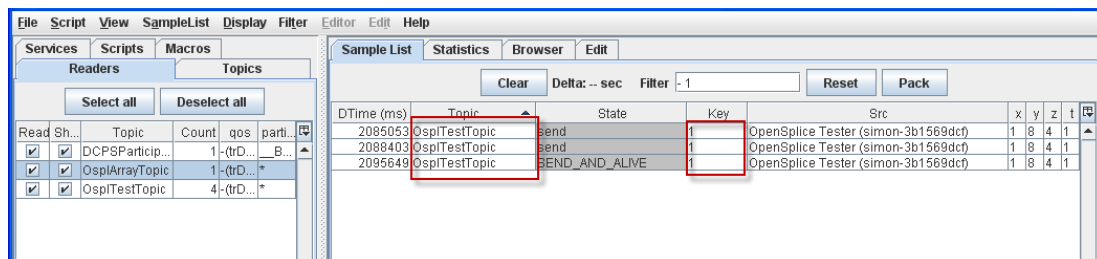 File Script View SampleList Display Filter Editor Edit Help
Services Scripts Macros
Readers Topics
Select all Deselect all
Read Sh... Topic Count qos parti...
DCPSParticip... 1 -(trD... __B...
OsplArrayTopic 1 -(trD... *
OsplTestTopic 4 -(trD... *
Sample List Statistics Browser Edit
Clear Delta: -- sec Filter - 1 Reset Pack
DTime (ms) Topic State Key Src x y z t
2085053 OsplTestTopic send 1 OpenSplice Tester (simon-3b1569dcf) 1 8 4 1
2088403 OsplTestTopic send 1 OpenSplice Tester (simon-3b1569dcf) 1 8 4 1
2095649 OsplTestTopic SEND_AND_ALIVE 1 OpenSplice Tester (simon-3b1569dcf) 1 8 4 1